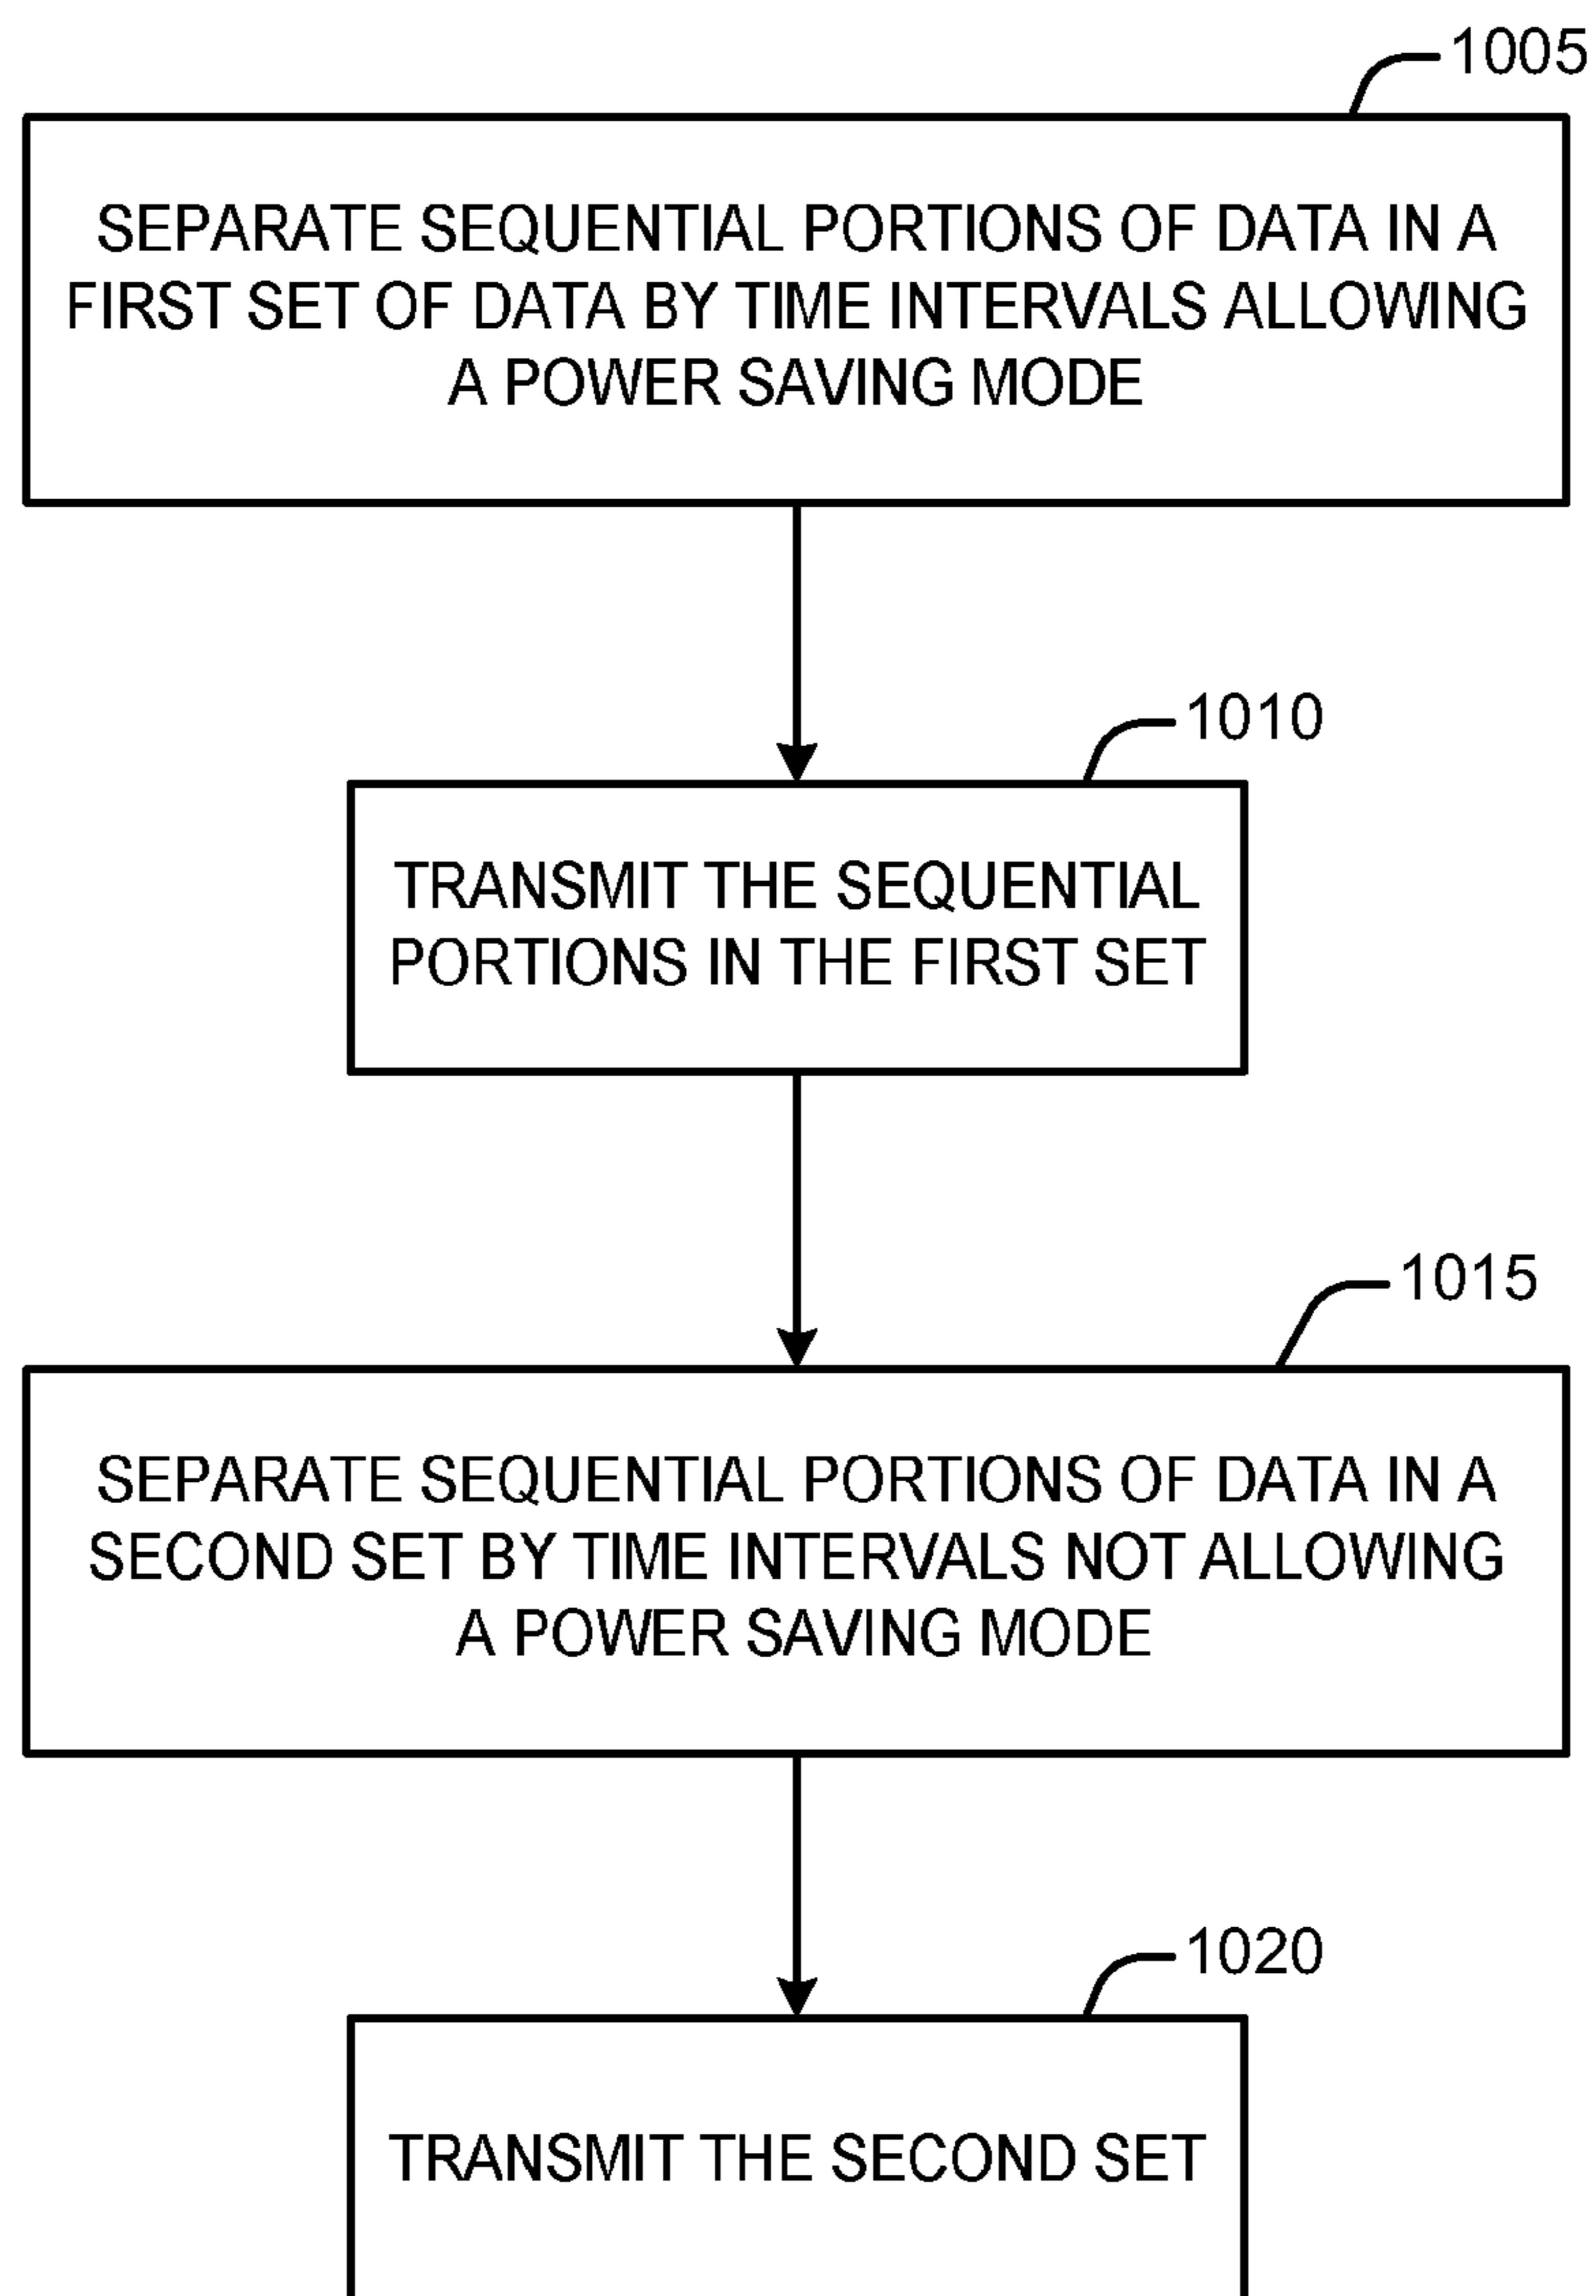 1005
SEPARATE SEQUENTIAL PORTIONS OF DATA IN A
FIRST SET OF DATA BY TIME INTERVALS ALLOWING
A POWER SAVING MODE
1010
TRANSMIT THE SEQUENTIAL
PORTIONS IN THE FIRST SET
1015
SEPARATE SEQUENTIAL PORTIONS OF DATA IN A
SECOND SET BY TIME INTERVALS NOT ALLOWING
A POWER SAVING MODE
1020
TRANSMIT THE SECOND SET